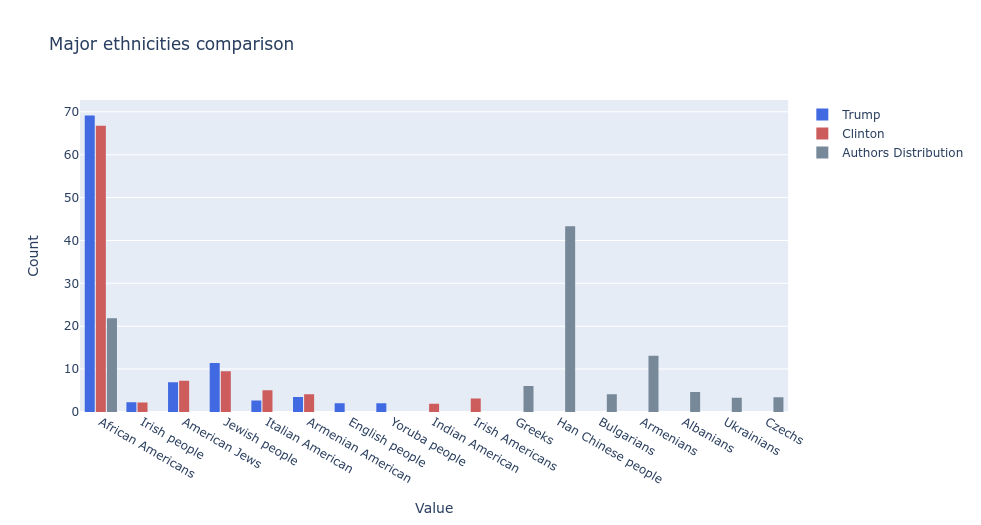 Major ethnicities comparison
Trump
Clinton
Authors Distribution
Count
70
60
50
40
30
20
10
0
African Americans
Irish people
American Jews
Jewish people
Italian American
Armenian American
English people
Yoruba people
Indian American
Irish Americans
Greeks
Han Chinese people
Bulgarians
Armenians
Albanians
Ukrainians
Czechs
Value